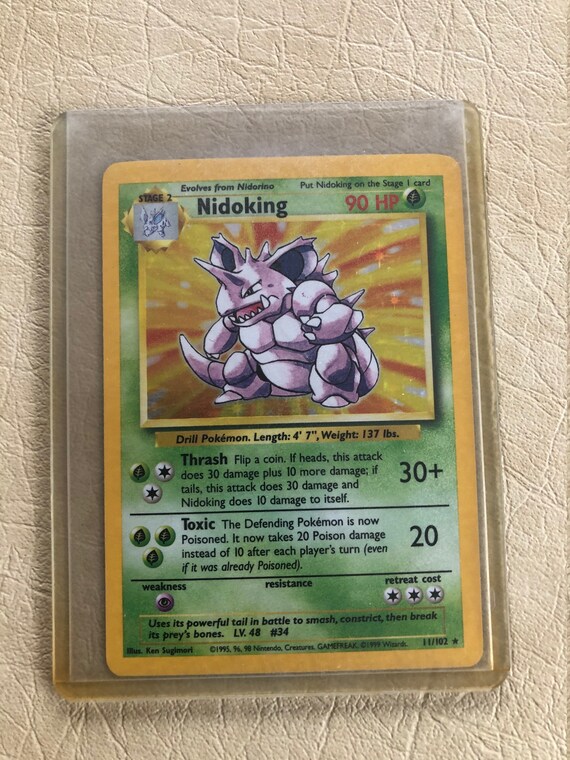 Evolves from Nidorino Put Nidoking on the Stage 1 card
STAGE 2 Nidoking 90 HP
Drill Pokémon. Length: 4' 7", Weight: 137 lbs.
Thrash Flip a coin. If heads, this attack
does 30 damage plus 10 more damage; if
tails, this attack does 30 damage and
Nidoking does 10 damage to itself.
30+
Toxic The Defending Pokémon is now
Poisoned. It now takes 20 Poison damage
instead of 10 after each player's turn (even
if it was already Poisoned).
20
weakness resistance retreat cost
Uses its powerful tail in battle to smash, constrict, then break
its prey's bones. LV. 48 #34
Illus. Ken Sugimori ©1995, 96, 98 Nintendo, Creatures, GAMEFREAK. ©1999 Wizards. 11/102 ★